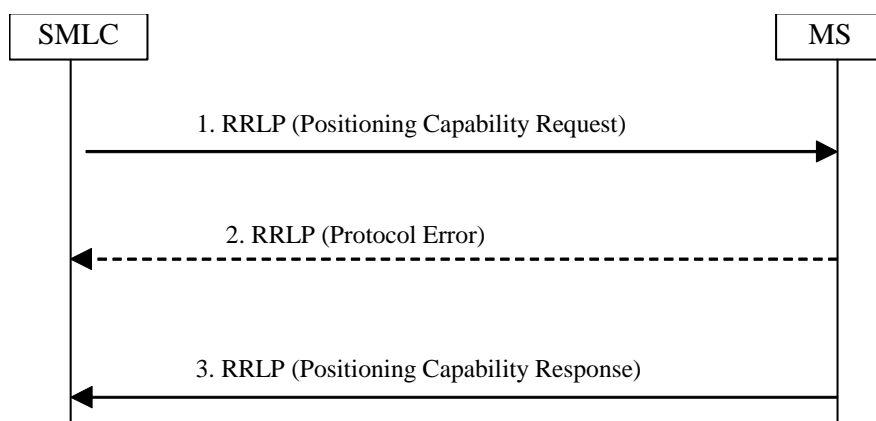 SMLC
MS
1. RRLP (Positioning Capability Request)
2. RRLP (Protocol Error)
3. RRLP (Positioning Capability Response)